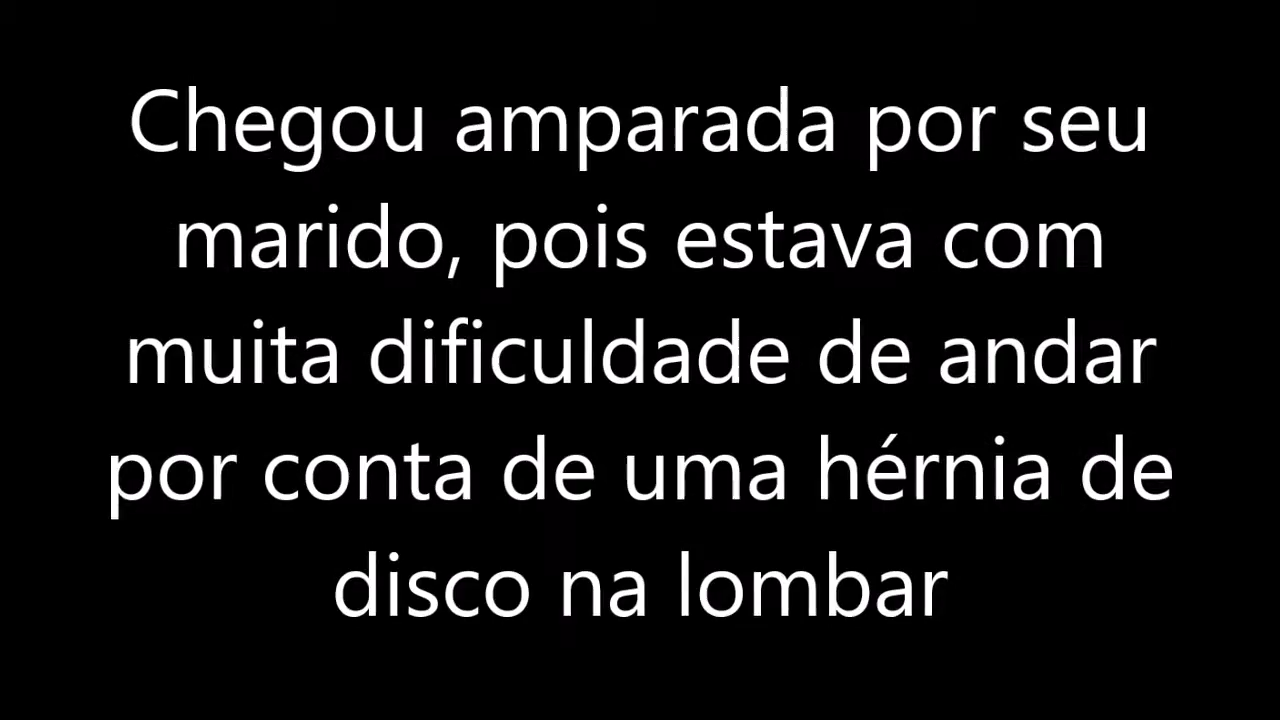 Chegou amparada por seu
marido, pois estava com
muita dificuldade de andar
por conta de uma hérnia de
disco na lombar